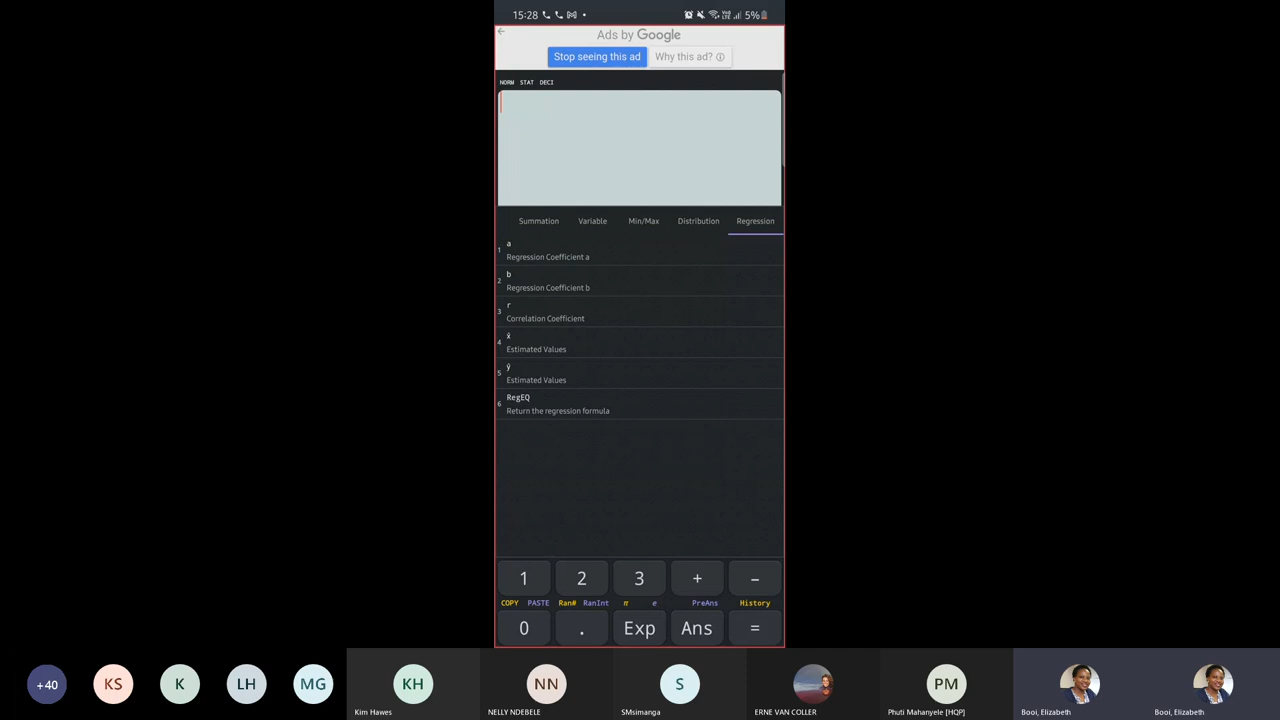 15:28
5%
Ads by Google
Stop seeing this ad
Why this ad?
NORM STAT DECI
Summation Variable Min/Max Distribution Regression
1
a
Regression Coefficient a
2
b
Regression Coefficient b
3
r
Correlation Coefficient
4
x̂
Estimated Values
5
ŷ
Estimated Values
6
RegEQ
Return the regression formula
1 2 3 + −
COPY PASTE Ran# RanInt π e PreAns History
0 . Exp Ans =
+40 KS K LH MG KH NN S PM
Kim Hawes NELLY NDEBELE SMsimanga ERNE VAN COLLER Phuti Mahanyele [HQP] Booi, Elizabeth Booi, Elizabeth